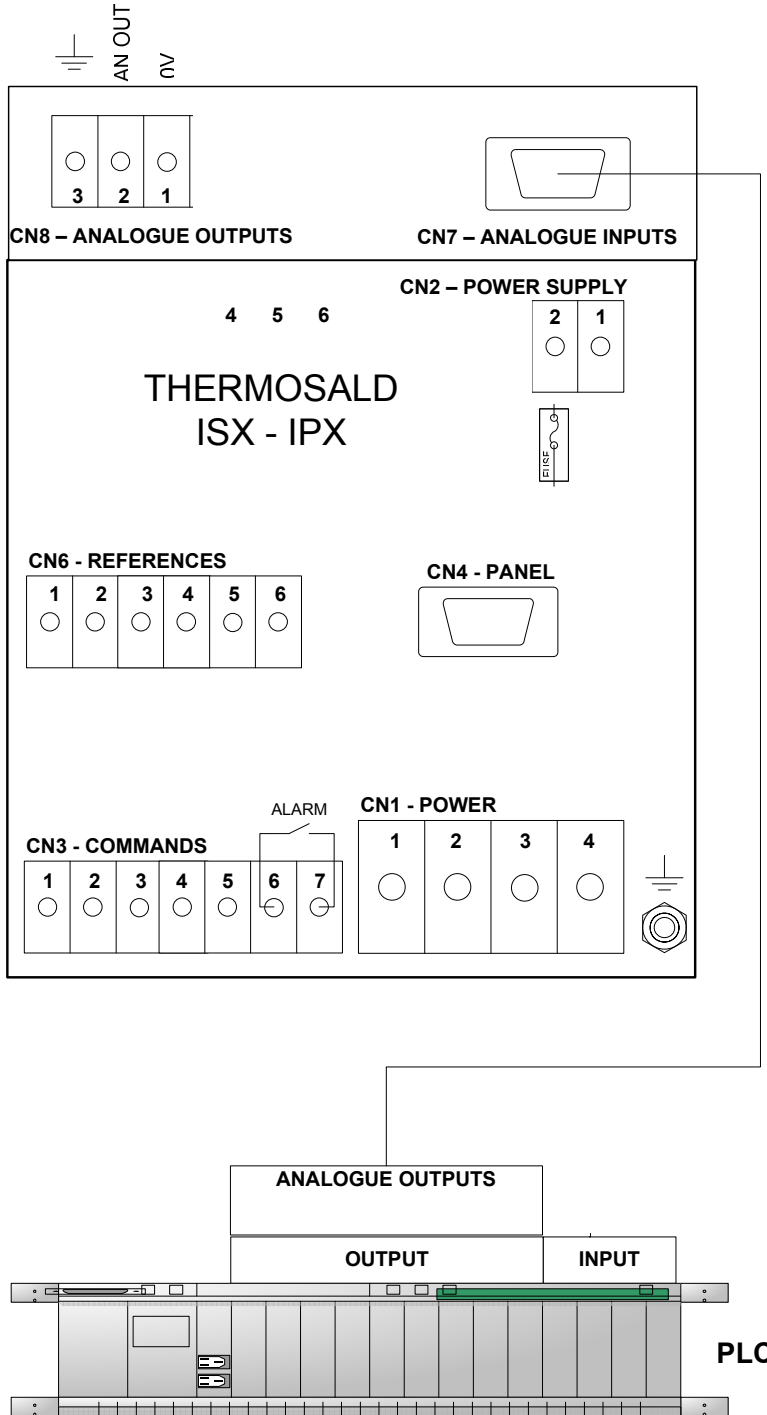 AN OUT
0V
3 2 1
CN8 – ANALOGUE OUTPUTS
CN7 – ANALOGUE INPUTS
CN2 – POWER SUPPLY
2 1
4 5 6
THERMOSALD
ISX - IPX
FUSE
CN6 - REFERENCES
1 2 3 4 5 6
CN4 - PANEL
ALARM
CN1 - POWER
1 2 3 4
CN3 - COMMANDS
1 2 3 4 5 6 7
ANALOGUE OUTPUTS
OUTPUT
INPUT
PLC